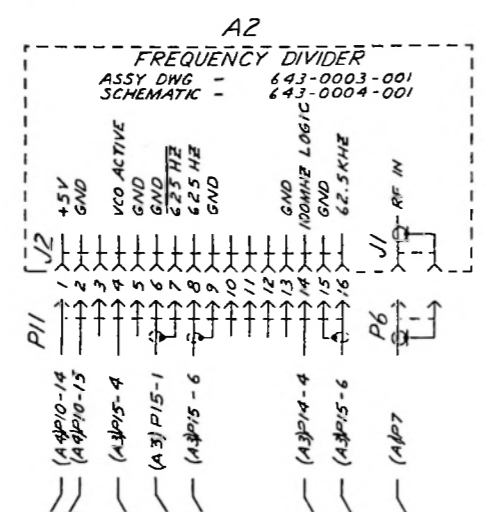 A2
FREQUENCY DIVIDER
ASSY DWG - 643-0003-001
SCHEMATIC - 643-0004-001
+5V
GND
VCO ACTIVE
GND
GND
625 HZ
625 HZ
GND
GND
100MHZ LOGIC
GND
62.5KHZ
RF IN
J2
J1
1
2
3
4
5
6
7
8
9
10
11
12
13
14
15
16
P11
P6
(A4)P10-14
(A4)P10-15
(A3)P15-4
(A3)P15-1
(A3)P15-6
(A3)P14-4
(A3)P15-6
(A1)P7